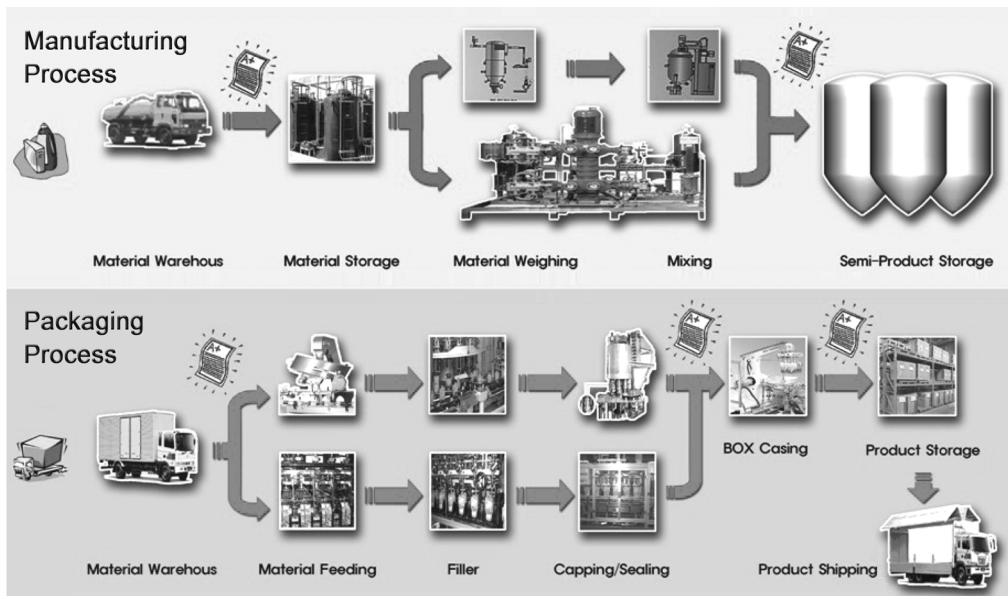 Manufacturing
Process
A+
A+
Material Warehous
Material Storage
Material Weighing
Mixing
Semi-Product Storage
Packaging
Process
A+
A+
A+
BOX Casing
Product Storage
Material Warehous
Material Feeding
Filler
Capping/Sealing
Product Shipping